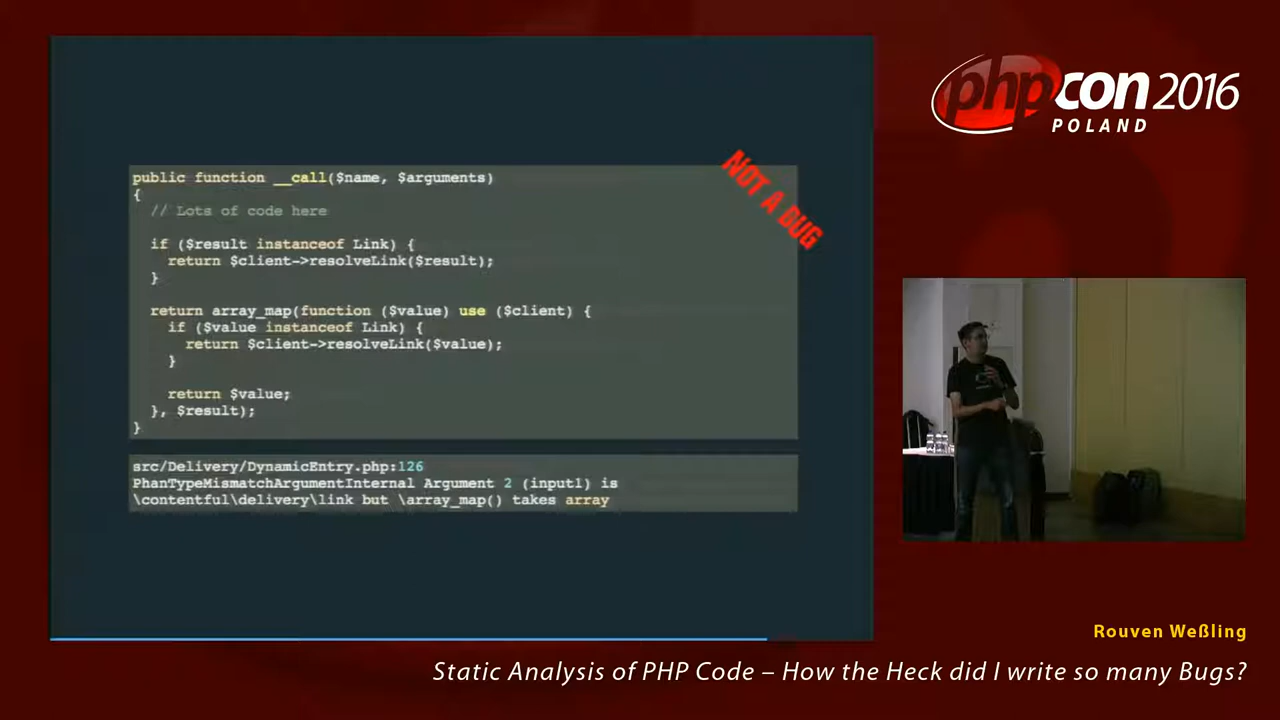 public function __call($name, $arguments)
{
// Lots of code here
if ($result instanceof Link) {
return $client->resolveLink($result);
}
return array_map(function ($value) use ($client) {
if ($value instanceof Link) {
return $client->resolveLink($value);
}
return $value;
}, $result);
}
NOT A BUG
src/Delivery/DynamicEntry.php:126
PhanTypeMismatchArgumentInternal Argument 2 (input1) is
\contentful\delivery\link but \array_map() takes array
phpcon 2016
POLAND
Rouven Weßling
Static Analysis of PHP Code – How the Heck did I write so many Bugs?